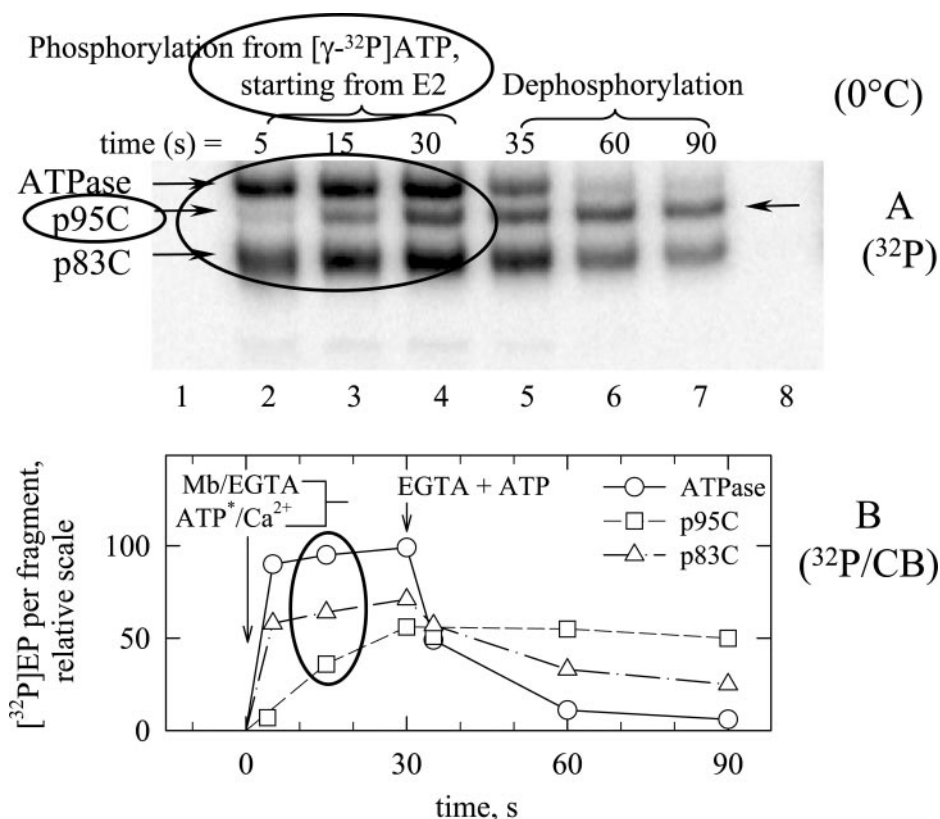 Phosphorylation from [γ-³²P]ATP,
starting from E2
Dephosphorylation
(0°C)
time (s) = 5 15 30 35 60 90
ATPase
p95C
p83C
A
(³²P)
1 2 3 4 5 6 7 8
[³²P]EP per fragment,
relative scale
100
50
0
Mb/EGTA
ATP*/Ca²⁺
EGTA + ATP
ATPase
p95C
p83C
B
(³²P/CB)
0 30 60 90
time, s